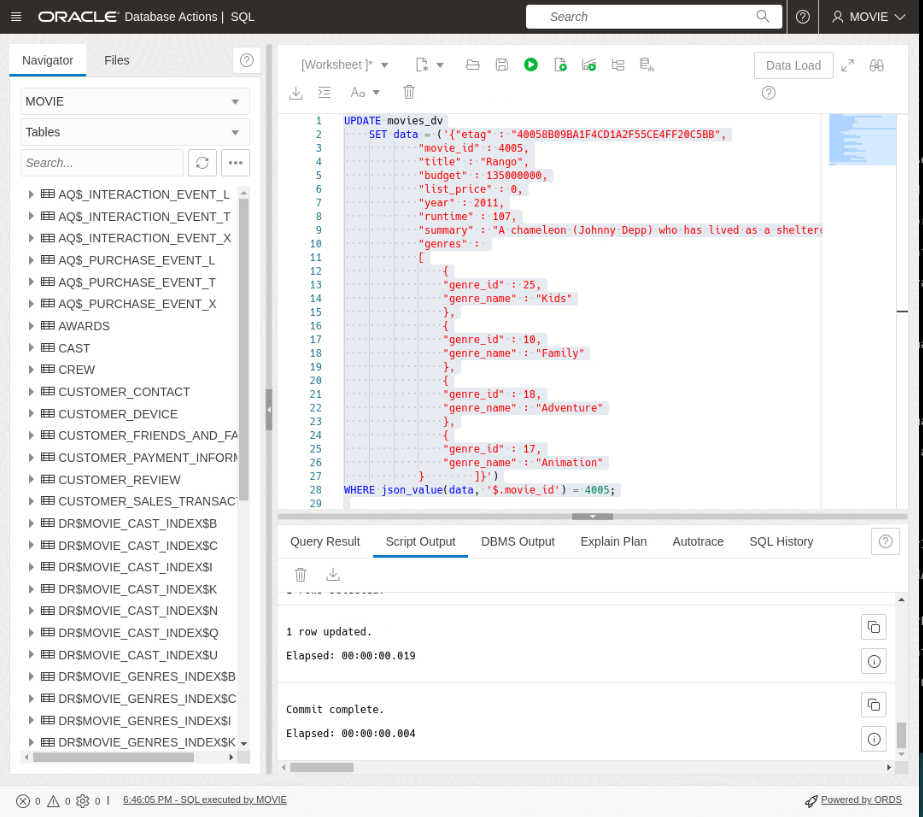 ORACLE Database Actions | SQL
Search
MOVIE
Navigator
Files
MOVIE
Tables
Search...
AQ$_INTERACTION_EVENT_L
AQ$_INTERACTION_EVENT_T
AQ$_INTERACTION_EVENT_X
AQ$_PURCHASE_EVENT_L
AQ$_PURCHASE_EVENT_T
AQ$_PURCHASE_EVENT_X
AWARDS
CAST
CREW
CUSTOMER_CONTACT
CUSTOMER_DEVICE
CUSTOMER_FRIENDS_AND_FA
CUSTOMER_PAYMENT_INFORM
CUSTOMER_REVIEW
CUSTOMER_SALES_TRANSACT
DR$MOVIE_CAST_INDEX$B
DR$MOVIE_CAST_INDEX$C
DR$MOVIE_CAST_INDEX$I
DR$MOVIE_CAST_INDEX$K
DR$MOVIE_CAST_INDEX$N
DR$MOVIE_CAST_INDEX$Q
DR$MOVIE_CAST_INDEX$U
DR$MOVIE_GENRES_INDEX$B
DR$MOVIE_GENRES_INDEX$C
DR$MOVIE_GENRES_INDEX$I
DR$MOVIE_GENRES_INDEX$K
[Worksheet ]*
Data Load
Aa
1 UPDATE movies_dv
2 SET data = ('{"etag" : "40058B09BA1F4CD1A2F55CE4FF20C5BB",
3 "movie_id" : 4005,
4 "title" : "Rango",
5 "budget" : 135000000,
6 "list_price" : 0,
7 "year" : 2011,
8 "runtime" : 107,
9 "summary" : "A chameleon (Johnny Depp) who has lived as a sheltere
10 "genres" :
11 [
12 {
13 "genre_id" : 25,
14 "genre_name" : "Kids"
15 },
16 {
17 "genre_id" : 10,
18 "genre_name" : "Family"
19 },
20 {
21 "genre_id" : 18,
22 "genre_name" : "Adventure"
23 },
24 {
25 "genre_id" : 17,
26 "genre_name" : "Animation"
27 } ]}')
28 WHERE json_value(data, '$.movie_id') = 4005;
29
Query Result
Script Output
DBMS Output
Explain Plan
Autotrace
SQL History
1 row updated.
Elapsed: 00:00:00.019
Commit complete.
Elapsed: 00:00:00.004
0 0 0 | 6:46:05 PM - SQL executed by MOVIE
Powered by ORDS